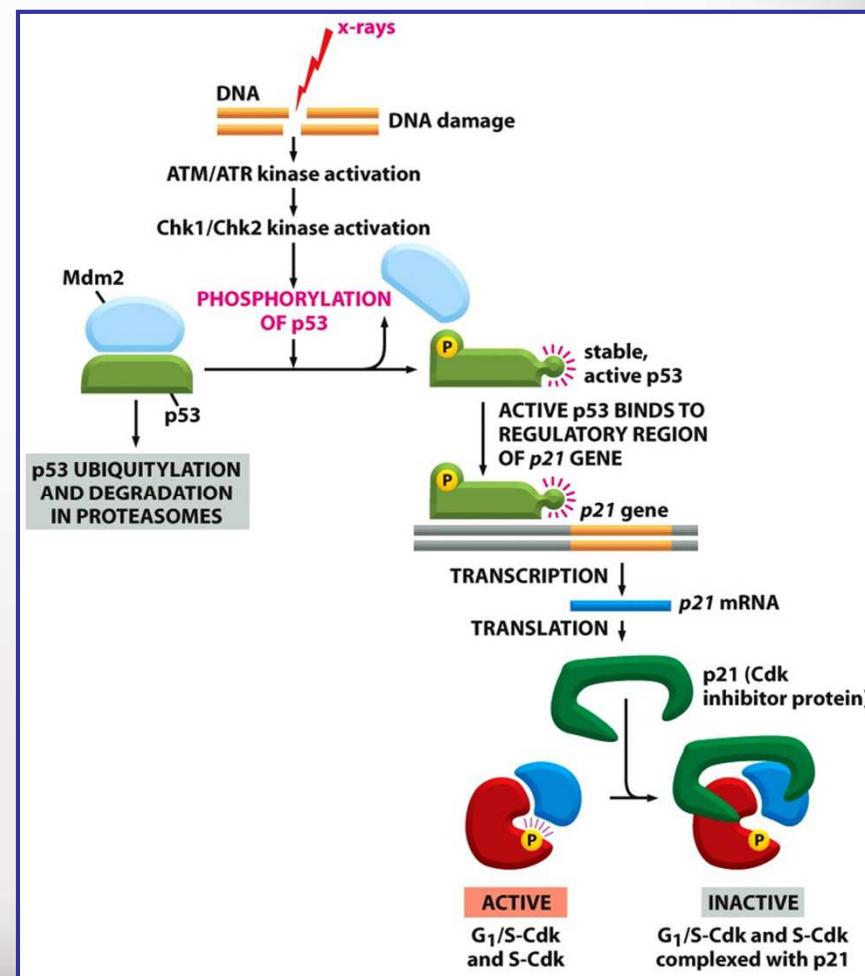 x-rays
DNA
DNA damage
ATM/ATR kinase activation
Chk1/Chk2 kinase activation
Mdm2
PHOSPHORYLATION
OF p53
P
stable,
active p53
p53
ACTIVE p53 BINDS TO
REGULATORY REGION
OF p21 GENE
p53 UBIQUITYLATION
AND DEGRADATION
IN PROTEASOMES
P
p21 gene
TRANSCRIPTION
p21 mRNA
TRANSLATION
p21 (Cdk
inhibitor protein)
P
P
ACTIVE
INACTIVE
G1/S-Cdk
and S-Cdk
G1/S-Cdk and S-Cdk
complexed with p21